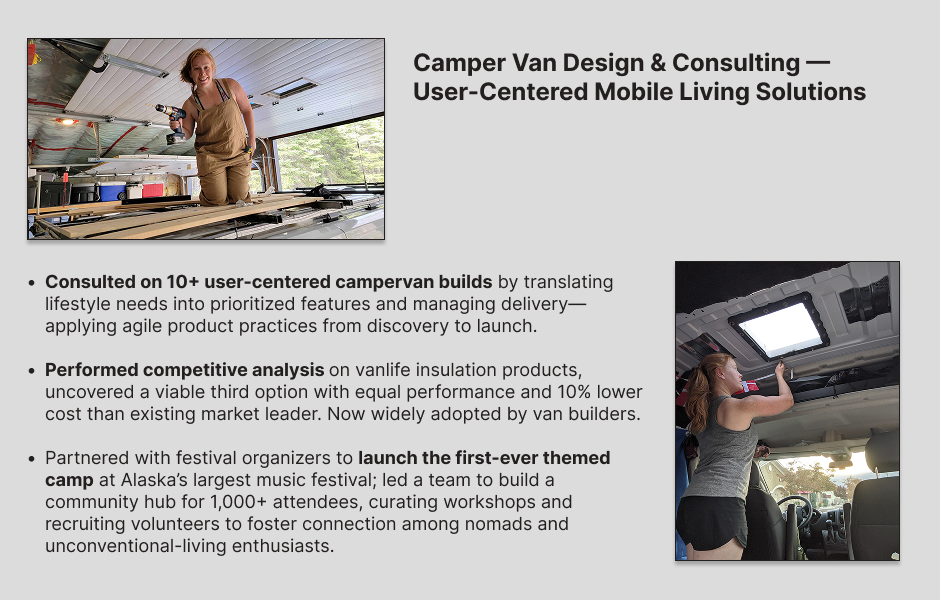 Camper Van Design & Consulting —
User-Centered Mobile Living Solutions
• Consulted on 10+ user-centered campervan builds by translating
lifestyle needs into prioritized features and managing delivery—
applying agile product practices from discovery to launch.
• Performed competitive analysis on vanlife insulation products,
uncovered a viable third option with equal performance and 10% lower
cost than existing market leader. Now widely adopted by van builders.
• Partnered with festival organizers to launch the first-ever themed
camp at Alaska’s largest music festival; led a team to build a
community hub for 1,000+ attendees, curating workshops and
recruiting volunteers to foster connection among nomads and
unconventional-living enthusiasts.